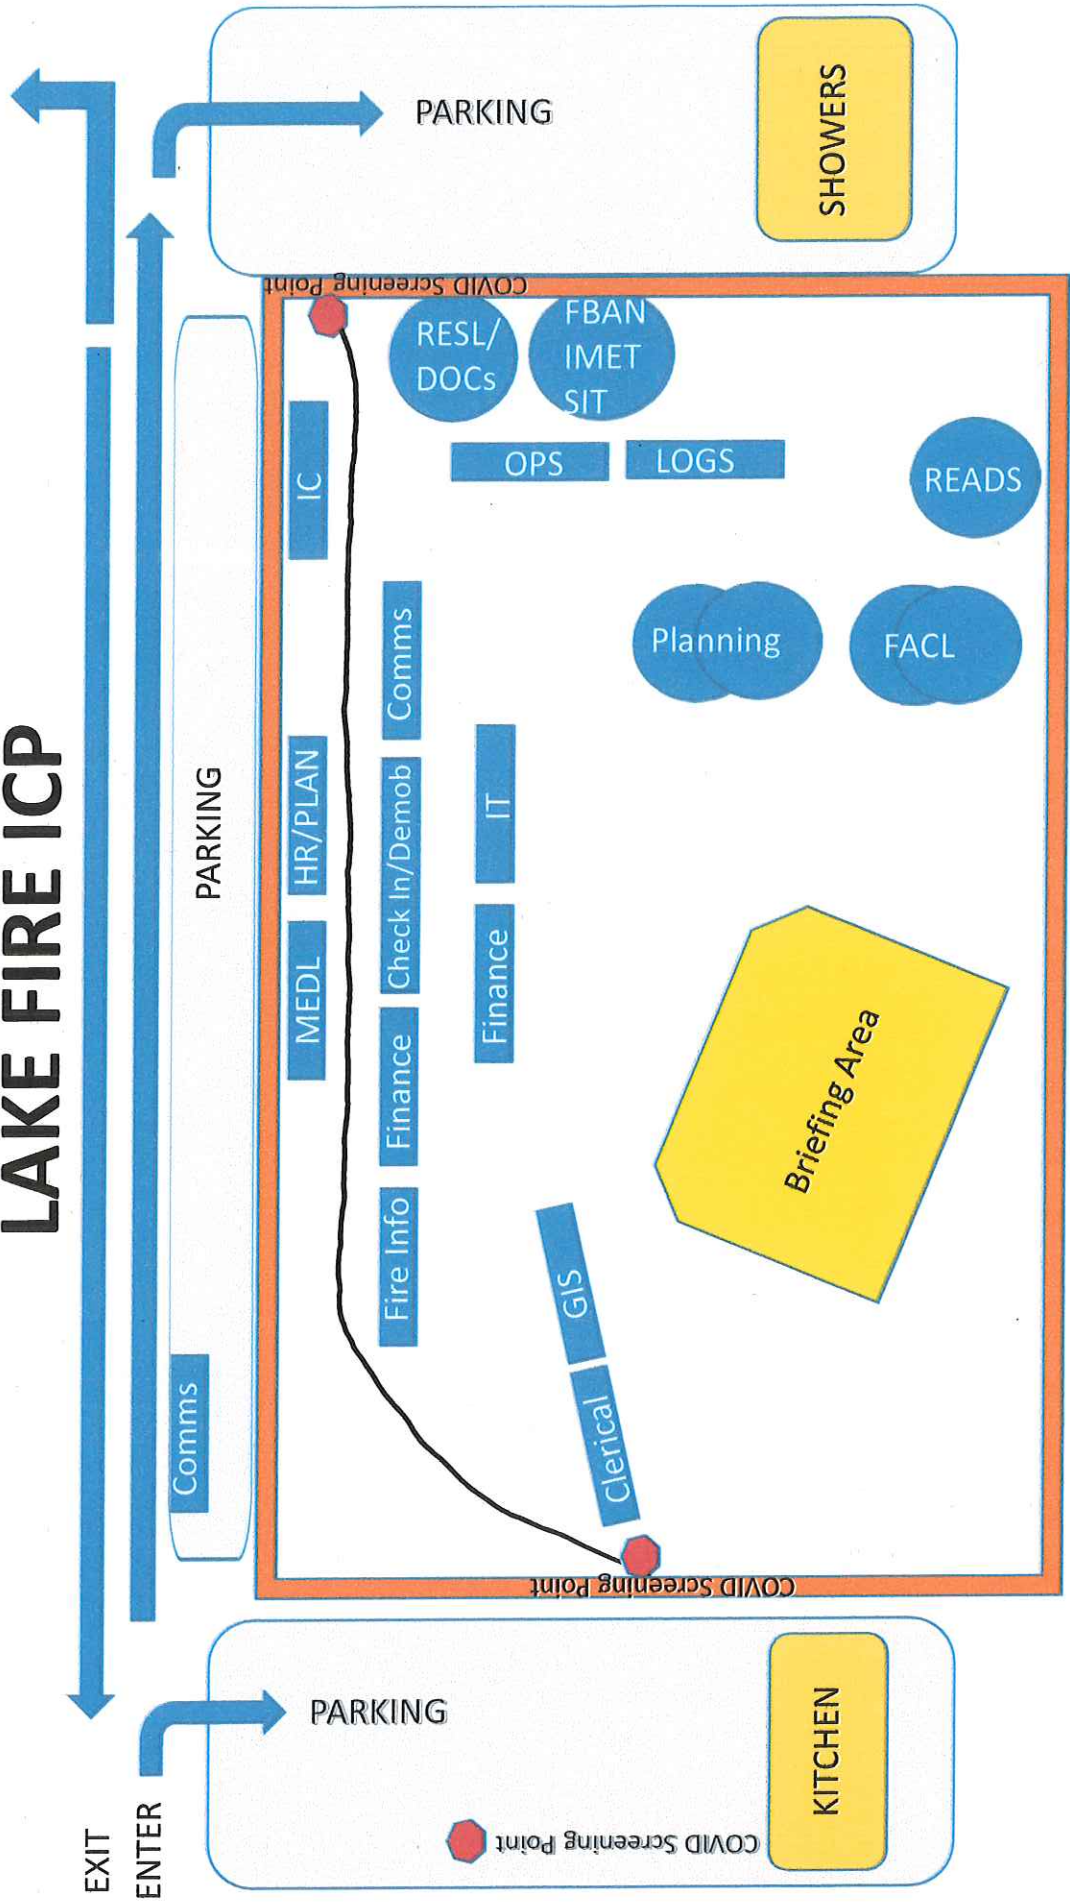 LAKE FIRE ICP
EXIT
ENTER
PARKING
SHOWERS
COVID Screening Point
RESL/
DOCs
FBAN
IMET
SIT
IC
OPS
LOGS
READS
PARKING
Comms
Planning
FACL
HR/PLAN
Check In/Demob
IT
MEDL
Finance
Finance
Fire Info
GIS
Briefing Area
Comms
Clerical
COVID Screening Point
PARKING
COVID Screening Point
KITCHEN